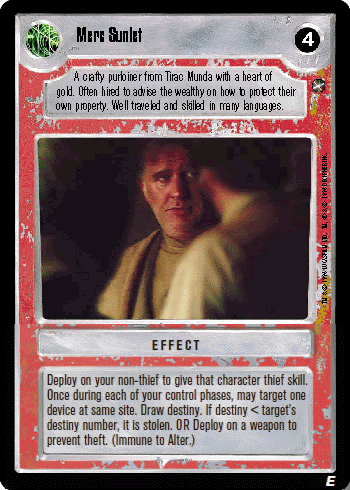 Merc Sunlet
4
A crafty purloiner from Tirac Munda with a heart of
gold. Often hired to advise the wealthy on how to protect their
own property. Well traveled and skilled in many languages.
EFFECT
Deploy on your non-thief to give that character thief skill.
Once during each of your control phases, may target one
device at same site. Draw destiny. If destiny < target's
destiny number, it is stolen. OR Deploy on a weapon to
prevent theft. (Immune to Alter.)
E